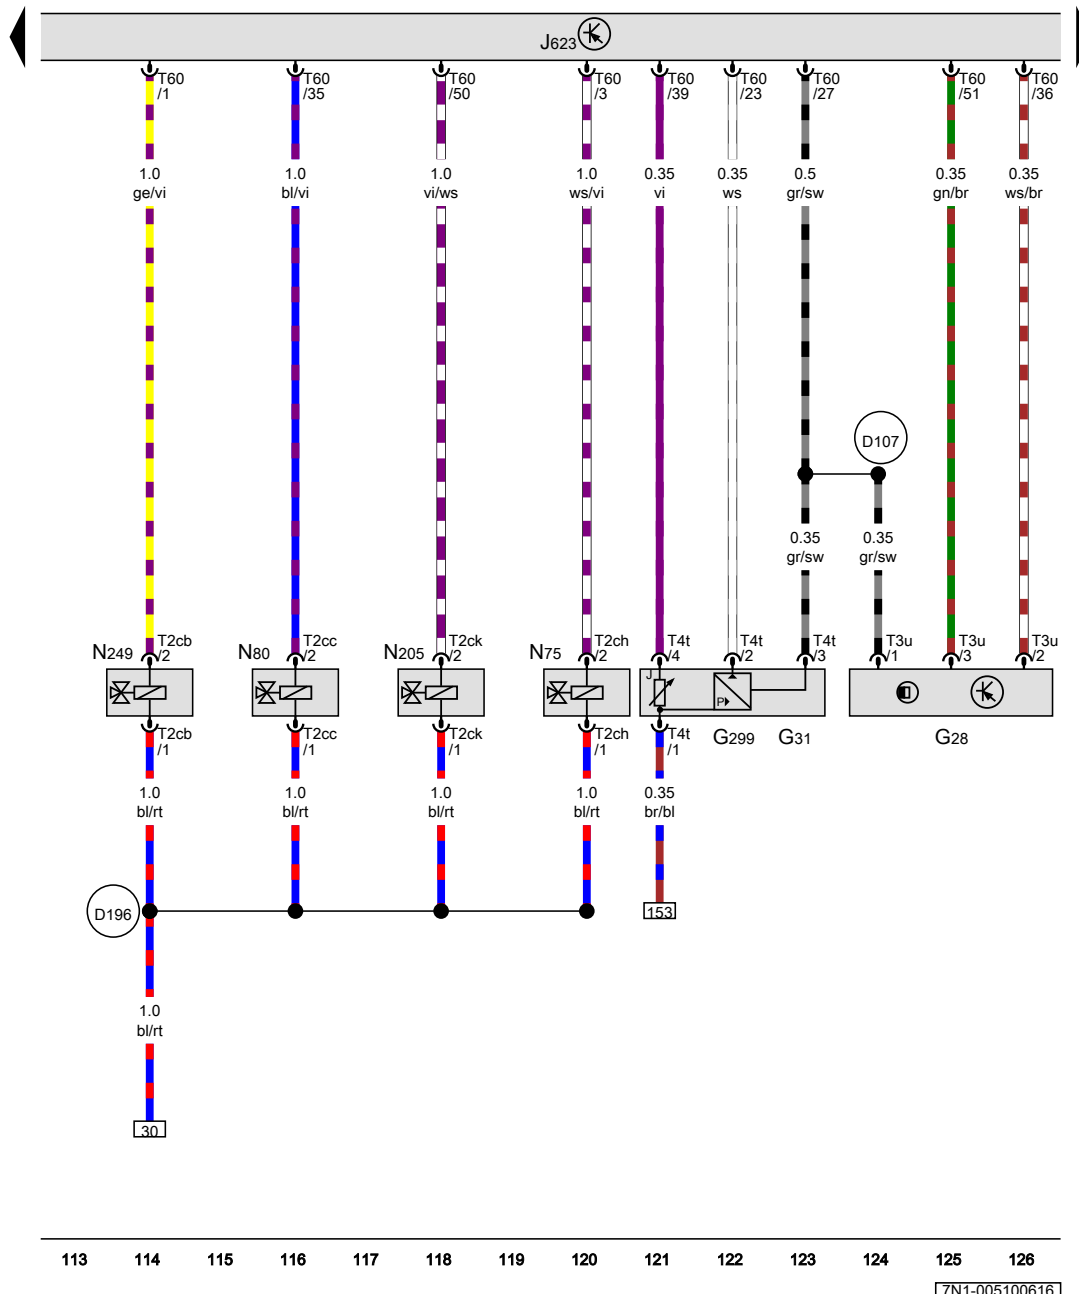 J623
T60 T60 T60 T60 T60 T60 T60 T60 T60
/1 /35 /50 /3 /39 /23 /27 /51 /36
1.0 1.0 1.0 1.0 0.35 0.35 0.5 0.35 0.35
ge/vi bl/vi vi/ws ws/vi vi ws gr/sw gn/br ws/br
D107
0.35 0.35
gr/sw gr/sw
N249 T2cb N80 T2cc N205 T2ck N75 T2ch T4t T4t T4t T3u T3u T3u
/2 /2 /2 /2 /4 /2 /3 /1 /3 /2
J
P
T2cb T2cc T2ck T2ch T4t G299 G31 G28
/1 /1 /1 /1 /1
1.0 1.0 1.0 1.0 0.35
bl/rt bl/rt bl/rt bl/rt br/bl
D196 153
1.0
bl/rt
30
113 114 115 116 117 118 119 120 121 122 123 124 125 126
7N1-005100616